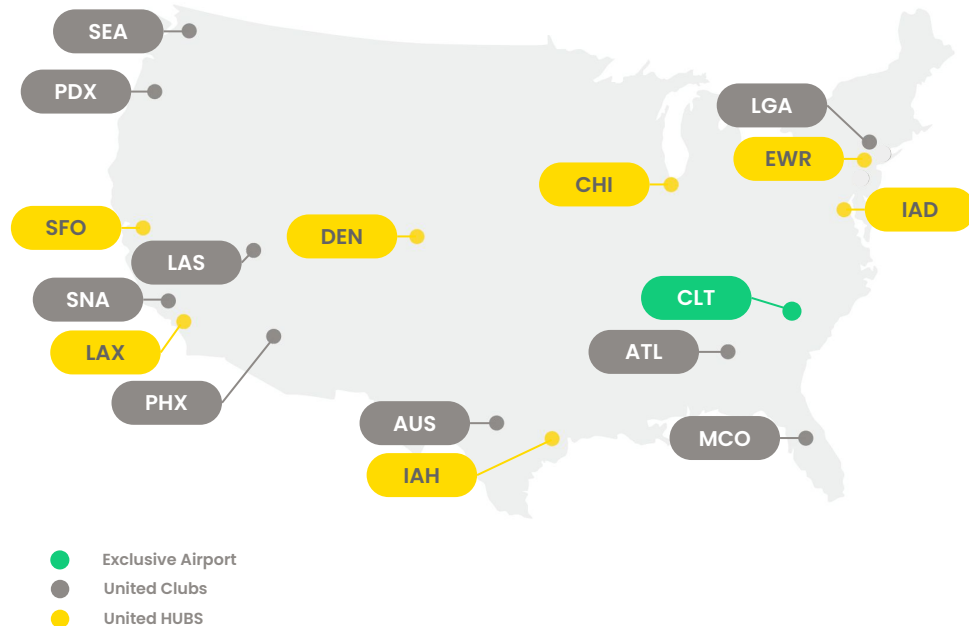 SEA
PDX
LGA
EWR
CHI
IAD
SFO
DEN
LAS
SNA
CLT
LAX
ATL
PHX
AUS
MCO
IAH
Exclusive Airport
United Clubs
United HUBS